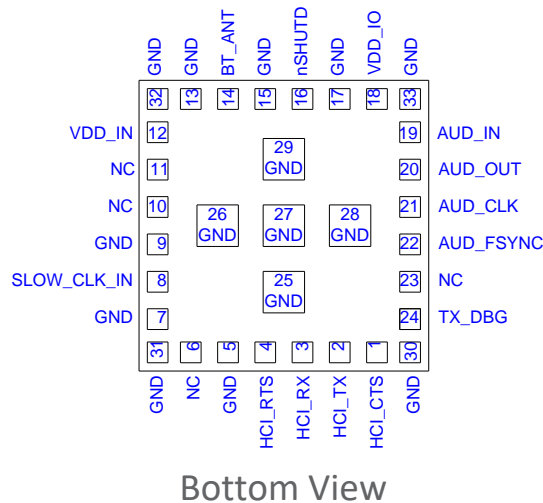 GND GND BT_ANT GND nSHUTD GND VDD_IO GND
32 13 14 15 16 17 18 33
VDD_IN 12 19 AUD_IN
NC 11 29 GND 20 AUD_OUT
NC 10 21 AUD_CLK
26 GND 27 GND 28 GND
GND 9 22 AUD_FSYNC
SLOW_CLK_IN 8 25 GND 23 NC
GND 7 24 TX_DBG
31 6 5 4 3 2 1 30
GND NC GND HCI_RTS HCI_RX HCI_TX HCI_CTS GND
Bottom View